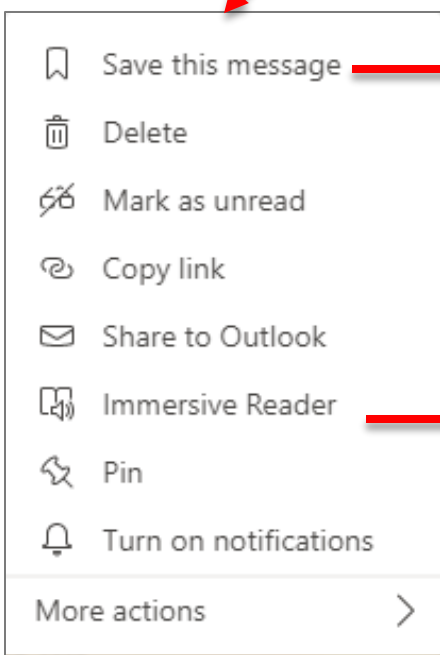 Save this message
Delete
Mark as unread
Copy link
Share to Outlook
Immersive Reader
Pin
Turn on notifications
More actions